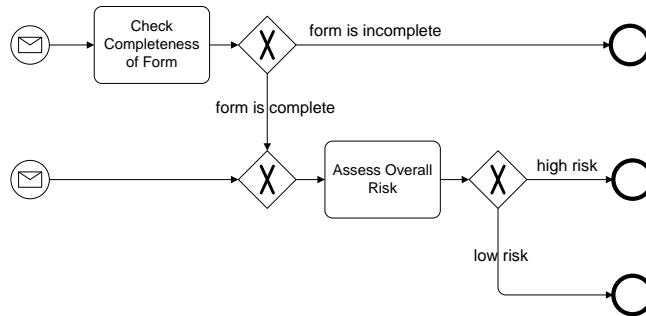 Check
Completeness
of Form
form is incomplete
form is complete
Assess Overall
Risk
high risk
low risk